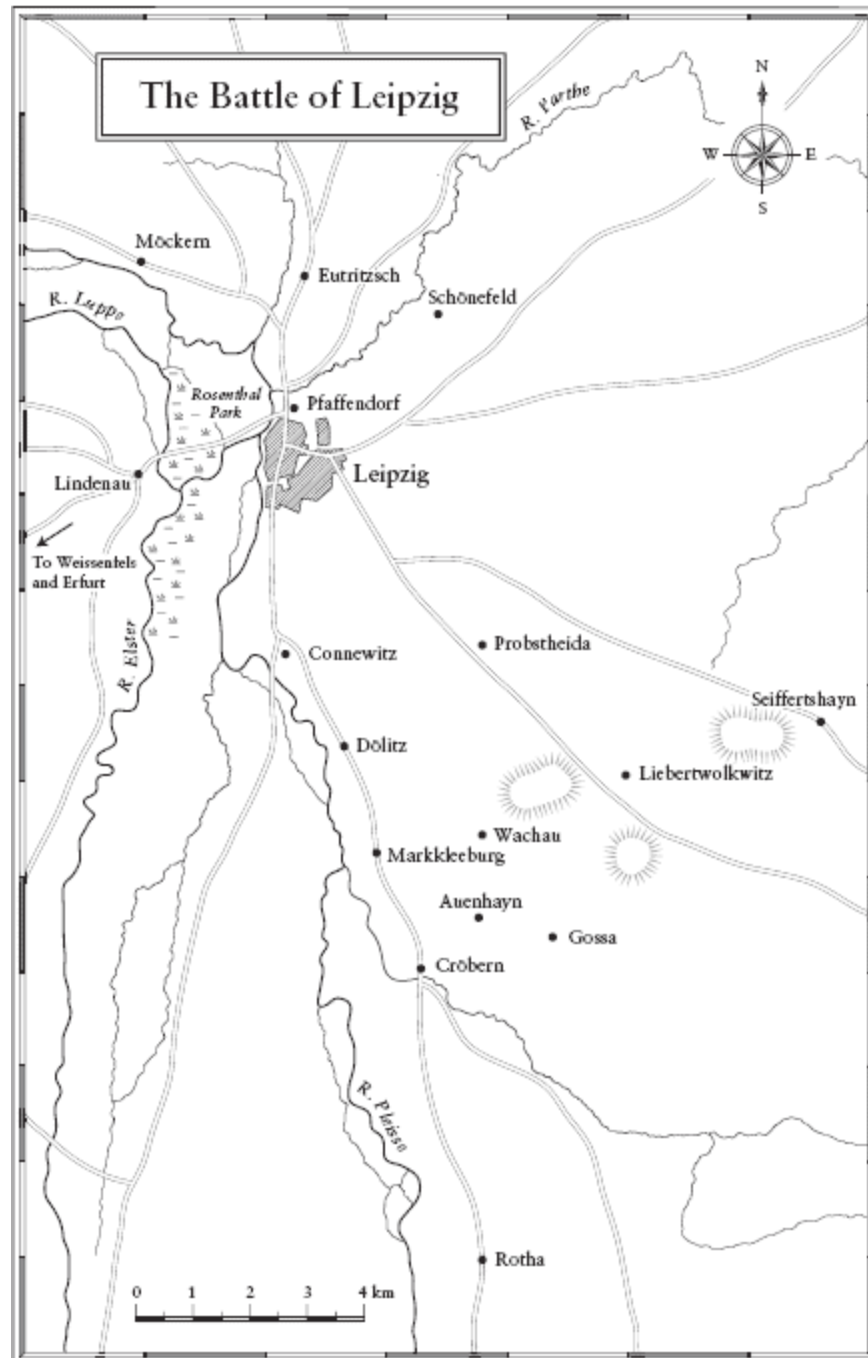 The Battle of Leipzig
N
W
E
S
R. Parthe
Möckern
Eutritzsch
R. Luppe
Schönefeld
Rosenthal
Park
Pfaffendorf
Leipzig
Lindenau
To Weissenfels
and Erfurt
R. Elster
Connewitz
Probstheida
Seiffertshayn
Dölitz
Liebertwolkwitz
Wachau
Markkleeburg
Auenhayn
Gossa
Cröbern
R. Pleisse
Rotha
0 1 2 3 4 km